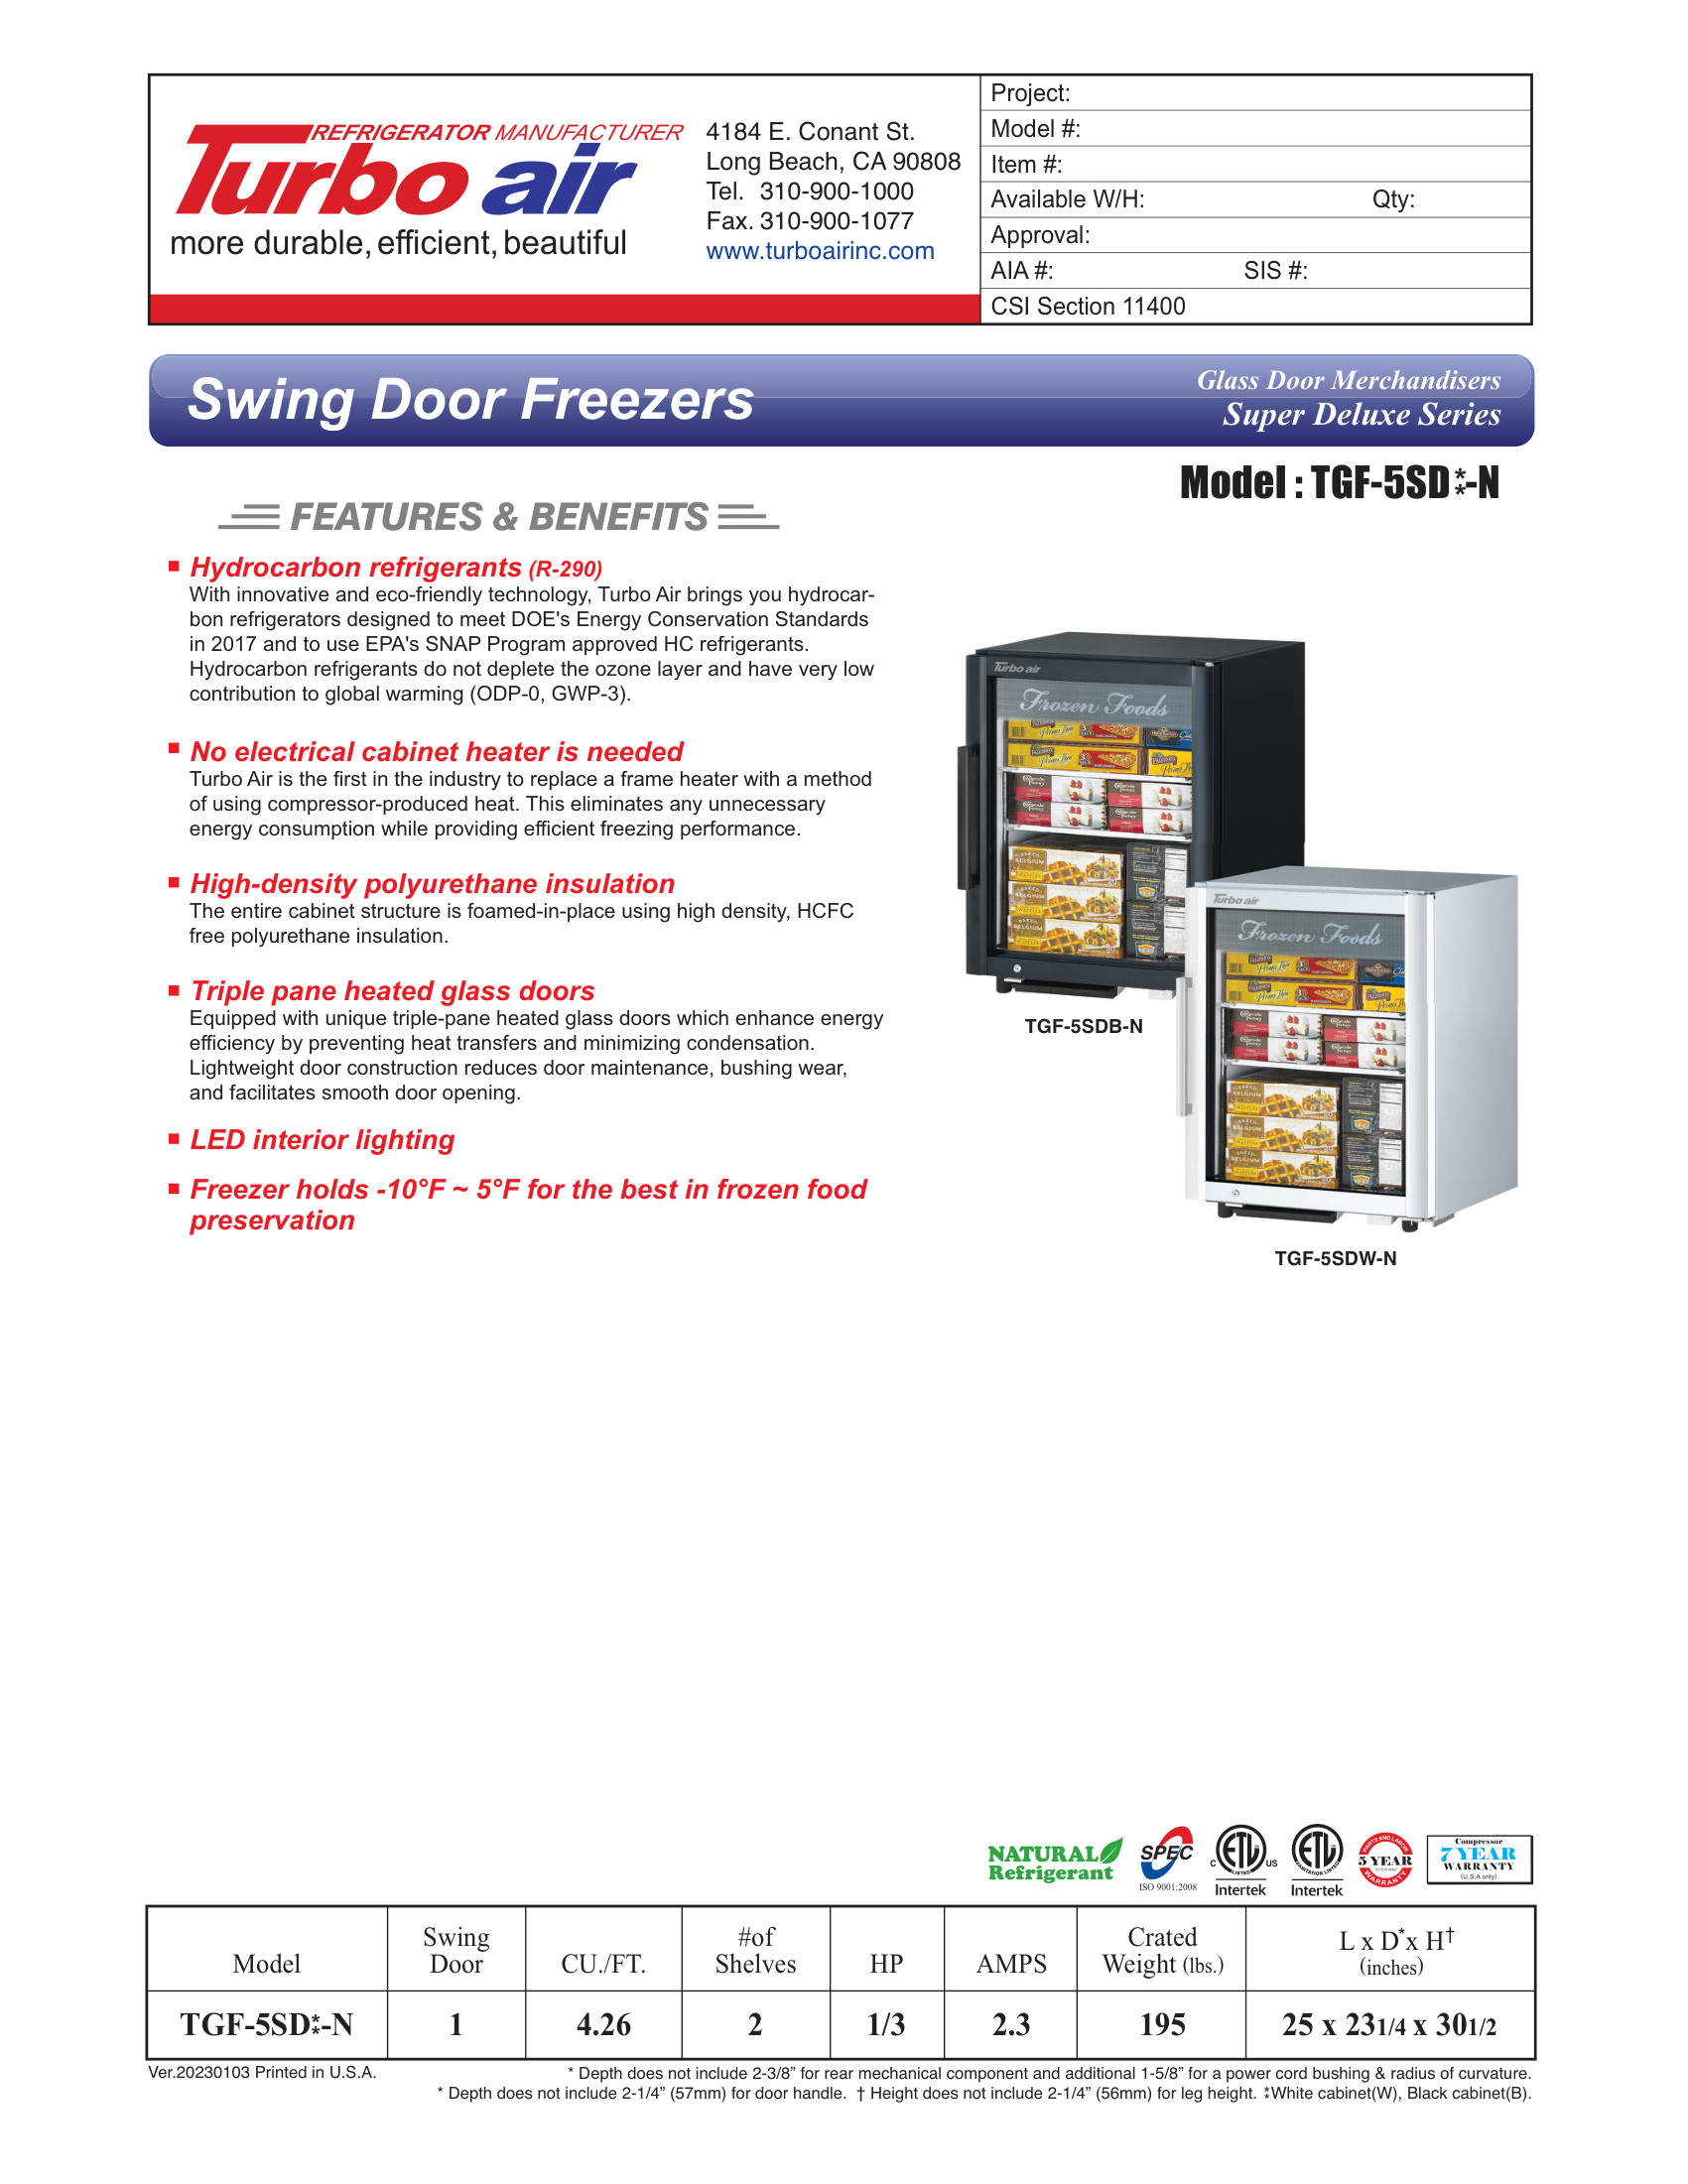 REFRIGERATOR MANUFACTURER
Turbo air
more durable, efficient, beautiful
4184 E. Conant St.
Long Beach, CA 90808
Tel. 310-900-1000
Fax. 310-900-1077
www.turboairinc.com
Project:
Model #:
Item #:
Available W/H: Qty:
Approval:
AIA #: SIS #:
CSI Section 11400
Swing Door Freezers
Glass Door Merchandisers
Super Deluxe Series
Model : TGF-5SD⁑-N
FEATURES & BENEFITS
Hydrocarbon refrigerants (R-290)
With innovative and eco-friendly technology, Turbo Air brings you hydrocar-
bon refrigerators designed to meet DOE's Energy Conservation Standards
in 2017 and to use EPA's SNAP Program approved HC refrigerants.
Hydrocarbon refrigerants do not deplete the ozone layer and have very low
contribution to global warming (ODP-0, GWP-3).
No electrical cabinet heater is needed
Turbo Air is the first in the industry to replace a frame heater with a method
of using compressor-produced heat. This eliminates any unnecessary
energy consumption while providing efficient freezing performance.
High-density polyurethane insulation
The entire cabinet structure is foamed-in-place using high density, HCFC
free polyurethane insulation.
Triple pane heated glass doors
Equipped with unique triple-pane heated glass doors which enhance energy
efficiency by preventing heat transfers and minimizing condensation.
Lightweight door construction reduces door maintenance, bushing wear,
and facilitates smooth door opening.
LED interior lighting
Freezer holds -10°F ~ 5°F for the best in frozen food
preservation
Turbo air
Frozen Foods
TGF-5SDB-N
Turbo air
Frozen Foods
TGF-5SDW-N
NATURAL
Refrigerant
SPEC
ISO 9001:2008
C ETL US
LISTED
Intertek
ETL
SANITATION LISTED
Intertek
PARTS AND LABOR
5 YEAR
(U.S.A only)
WARRANTY
Compressor
7 YEAR
WARRANTY
(U.S.A only)
Model Swing Door CU./FT. #of Shelves HP AMPS Crated Weight (lbs.) L x D* x H† (inches)
TGF-5SD⁑-N 1 4.26 2 1/3 2.3 195 25 x 23 1/4 x 30 1/2
Ver.20230103 Printed in U.S.A.
* Depth does not include 2-3/8” for rear mechanical component and additional 1-5/8” for a power cord bushing & radius of curvature.
* Depth does not include 2-1/4” (57mm) for door handle. † Height does not include 2-1/4” (56mm) for leg height. ⁑White cabinet(W), Black cabinet(B).